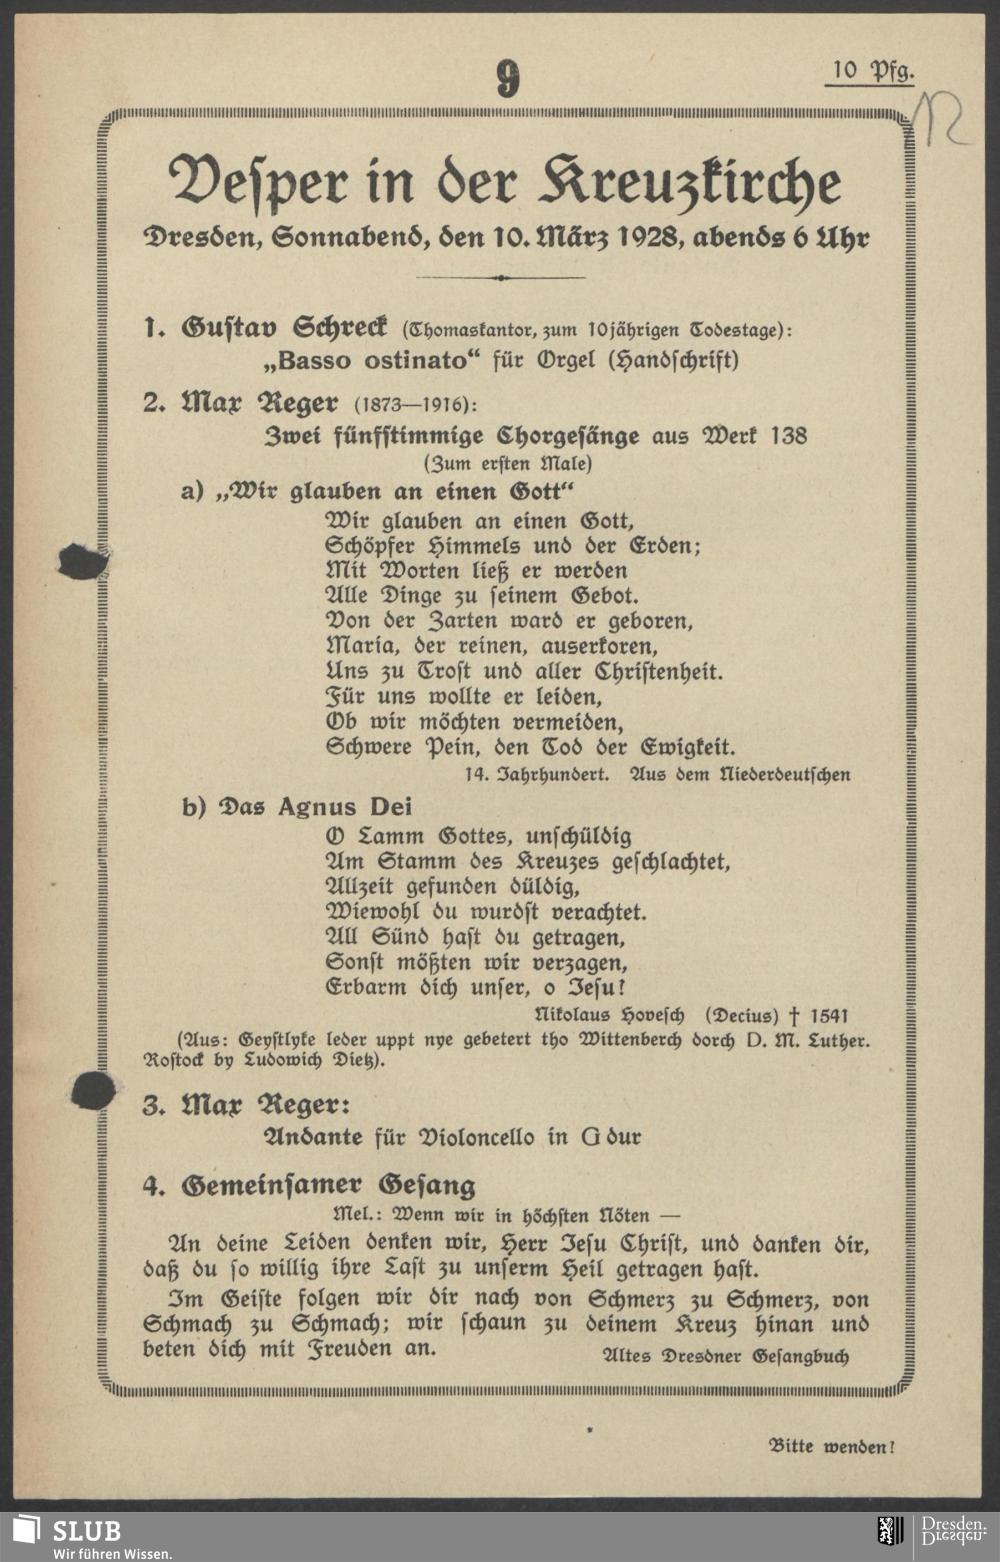 9
10 Pfg.
12
Vesper in der Kreuzkirche
Dresden, Sonnabend, den 10. März 1928, abends 6 Uhr
1. Gustav Schreck (Thomaskantor, zum 10jährigen Todestage):
„Basso ostinato“ für Orgel (Handschrift)
2. Max Reger (1873—1916):
Zwei fünfstimmige Chorgesänge aus Werk 138
(Zum ersten Male)
a) „Wir glauben an einen Gott“
Wir glauben an einen Gott,
Schöpfer Himmels und der Erden;
Mit Worten ließ er werden
Alle Dinge zu seinem Gebot.
Von der Zarten ward er geboren,
Maria, der reinen, auserkoren,
Uns zu Trost und aller Christenheit.
Für uns wollte er leiden,
Ob wir möchten vermeiden,
Schwere Pein, den Tod der Ewigkeit.
14. Jahrhundert. Aus dem Niederdeutschen
b) Das Agnus Dei
O Lamm Gottes, unschüldig
Am Stamm des Kreuzes geschlachtet,
Allzeit gefunden düldig,
Wiewohl du wurdst verachtet.
All Sünd hast du getragen,
Sonst mößten wir verzagen,
Erbarm dich unser, o Jesu!
Nikolaus Hovesch (Decius) † 1541
(Aus: Geystlyke leder uppt nye gebetert tho Wittenberch dorch D. M. Luther.
Rostock by Ludowich Dietz).
3. Max Reger:
Andante für Violoncello in G dur
4. Gemeinsamer Gesang
Mel.: Wenn wir in höchsten Nöten —
An deine Leiden denken wir, Herr Jesu Christ, und danken dir,
daß du so willig ihre Last zu unserm Heil getragen hast.
Im Geiste folgen wir dir nach von Schmerz zu Schmerz, von
Schmach zu Schmach; wir schaun zu deinem Kreuz hinan und
beten dich mit Freuden an.
Altes Dresdner Gesangbuch
Bitte wenden!
SLUB
Wir führen Wissen.
Dresden.
Dresden.